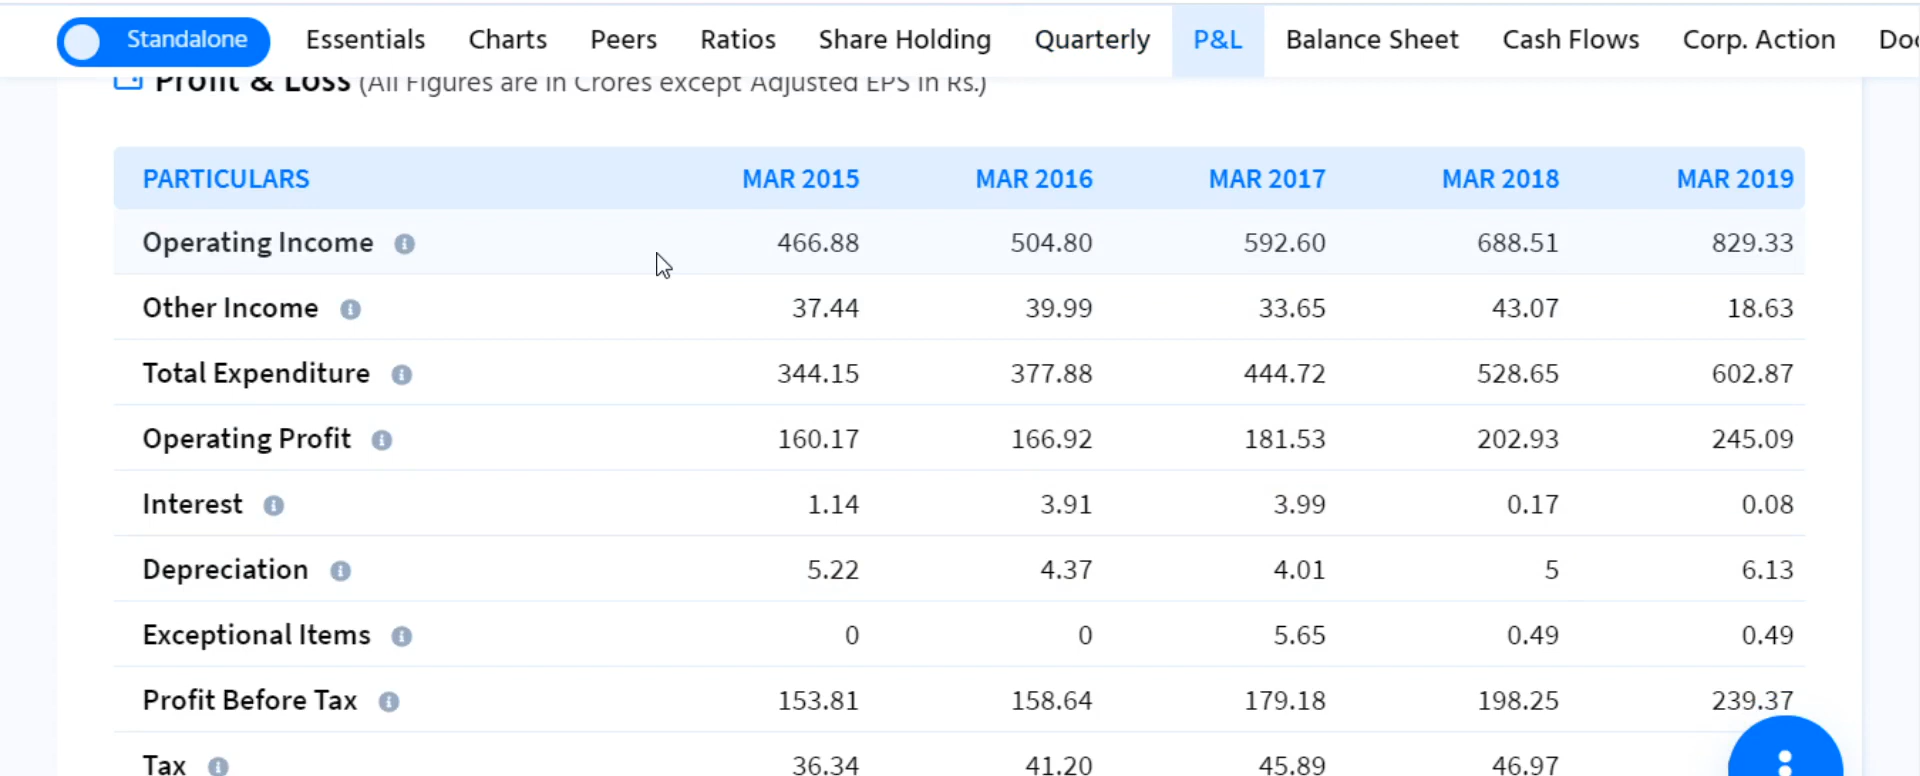 Standalone Essentials Charts Peers Ratios Share Holding Quarterly P&L Balance Sheet Cash Flows Corp. Action
Profit & Loss (All Figures are in Crores except Adjusted EPS in Rs.)
PARTICULARS MAR 2015 MAR 2016 MAR 2017 MAR 2018 MAR 2019
Operating Income 466.88 504.80 592.60 688.51 829.33
Other Income 37.44 39.99 33.65 43.07 18.63
Total Expenditure 344.15 377.88 444.72 528.65 602.87
Operating Profit 160.17 166.92 181.53 202.93 245.09
Interest 1.14 3.91 3.99 0.17 0.08
Depreciation 5.22 4.37 4.01 5 6.13
Exceptional Items 0 0 5.65 0.49 0.49
Profit Before Tax 153.81 158.64 179.18 198.25 239.37
Tax 36.34 41.20 45.89 46.97